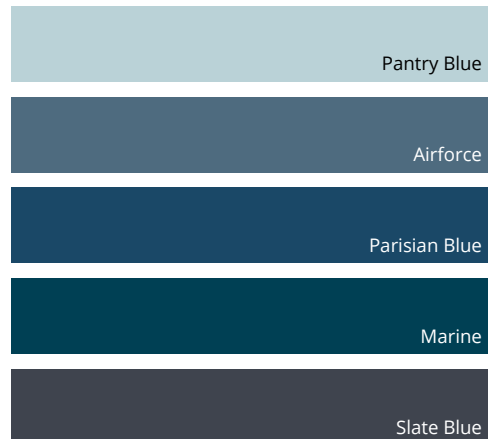 Pantry Blue
Airforce
Parisian Blue
Marine
Slate Blue